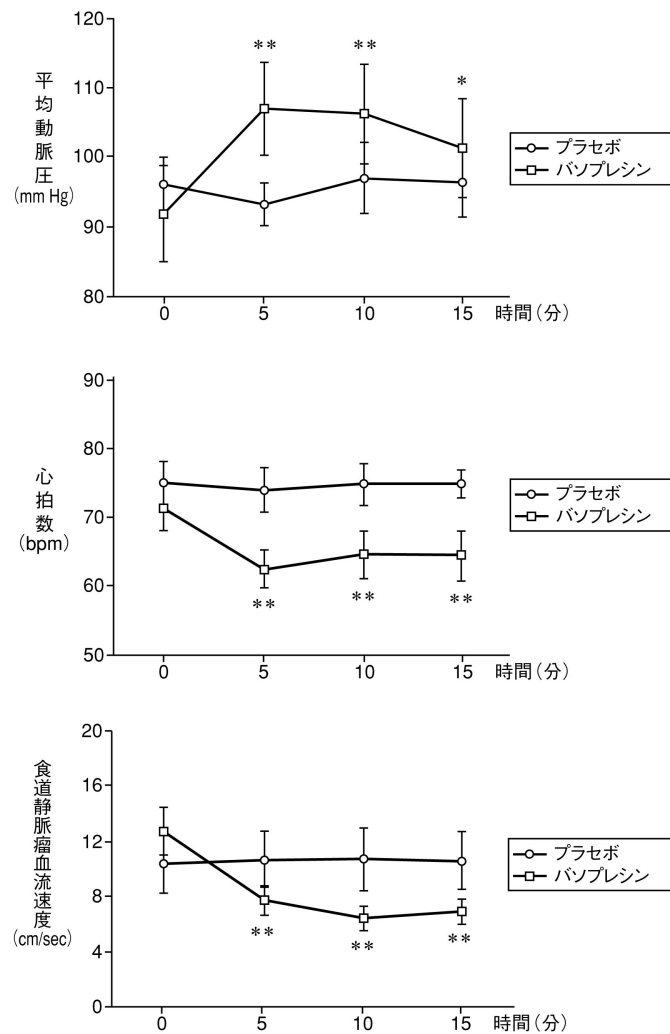 平均動脈圧
(mm Hg)
120
110
100
90
80
**
**
*
0
5
10
15
時間(分)
プラセボ
バソプレシン
心拍数
(bpm)
90
80
70
60
50
**
**
**
0
5
10
15
時間(分)
プラセボ
バソプレシン
食道静脈瘤血流速度
(cm/sec)
20
16
12
8
4
0
**
**
**
0
5
10
15
時間(分)
プラセボ
バソプレシン